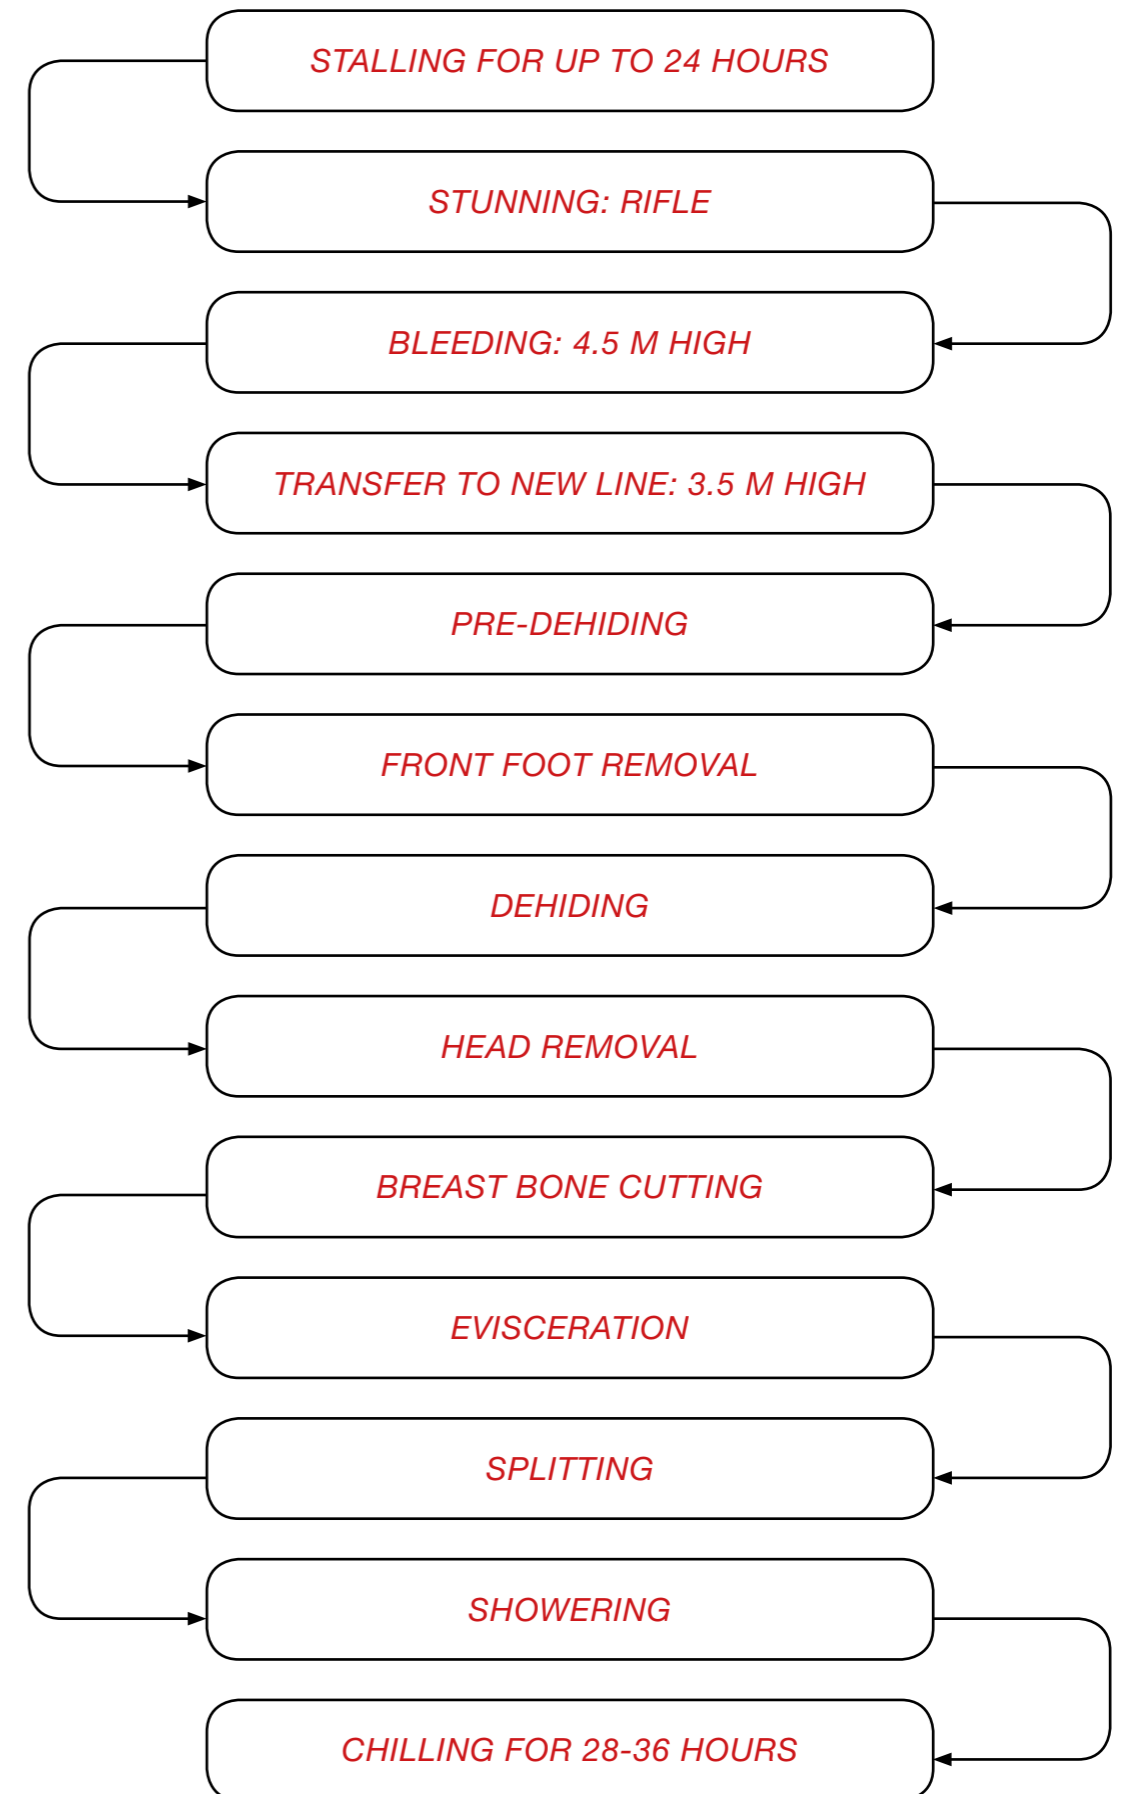 STALLING FOR UP TO 24 HOURS
STUNNING: RIFLE
BLEEDING: 4.5 M HIGH
TRANSFER TO NEW LINE: 3.5 M HIGH
PRE-DEHIDING
FRONT FOOT REMOVAL
DEHIDING
HEAD REMOVAL
BREAST BONE CUTTING
EVISCERATION
SPLITTING
SHOWERING
CHILLING FOR 28-36 HOURS